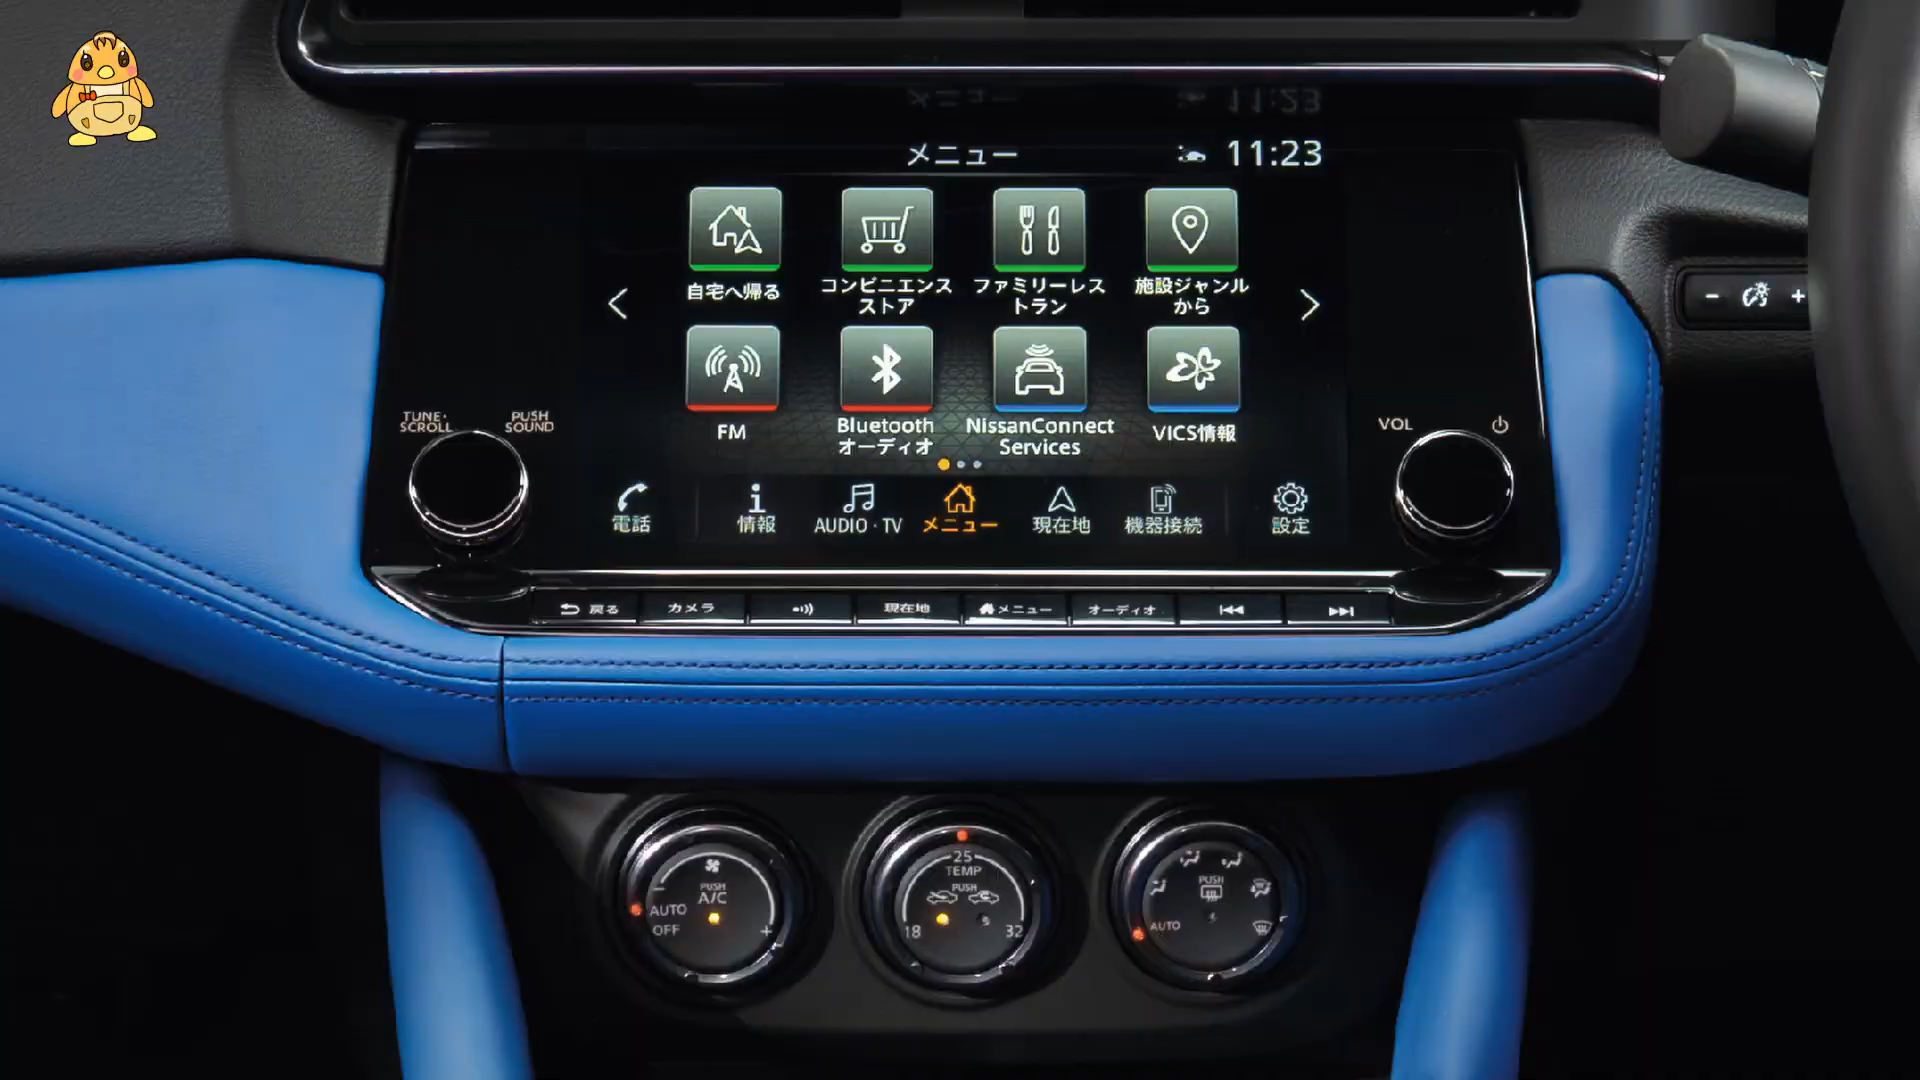 メニュー 11:23
自宅へ帰る
コンビニエンス
ストア
ファミリーレス
トラン
施設ジャンル
から
FM
Bluetooth
オーディオ
NissanConnect
Services
VICS情報
TUNE・
SCROLL
PUSH
SOUND
VOL
電話
情報
AUDIO・TV
メニュー
現在地
機器接続
設定
戻る
カメラ
現在地
メニュー
オーディオ
PUSH
A/C
AUTO
OFF
25
TEMP
PUSH
18
32
PUSH
AUTO